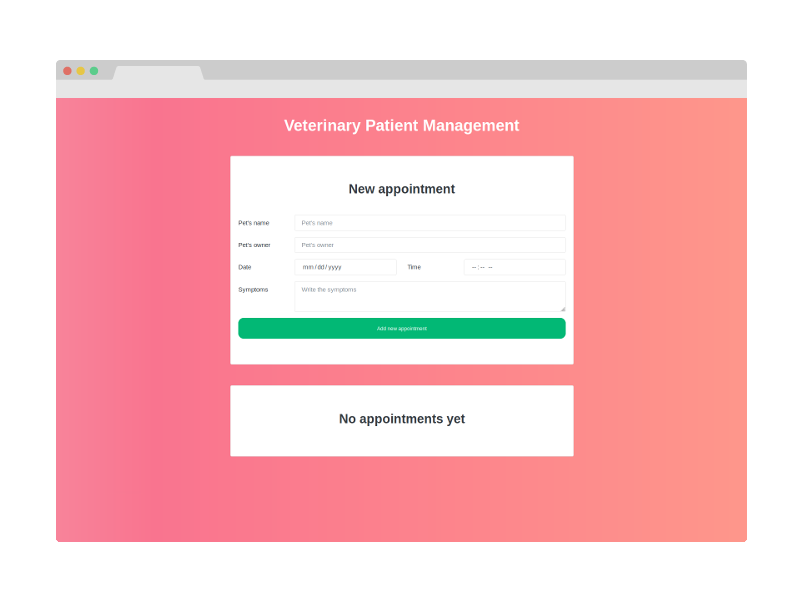 Veterinary Patient Management
New appointment
Pet's name Pet's name
Pet's owner Pet's owner
Date mm/dd/yyyy Time --:-- --
Symptoms Write the symptoms
Add new appointment
No appointments yet